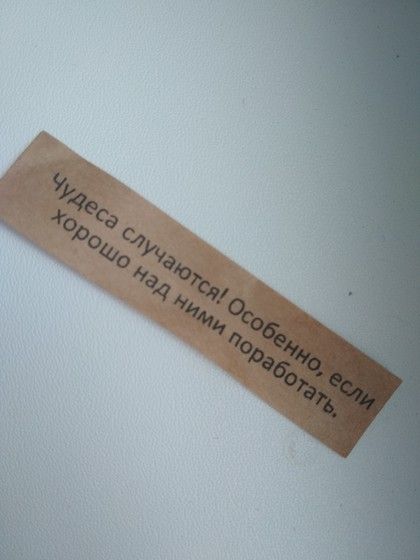 Чудеса случаются! Особенно, если
хорошо над ними поработать.